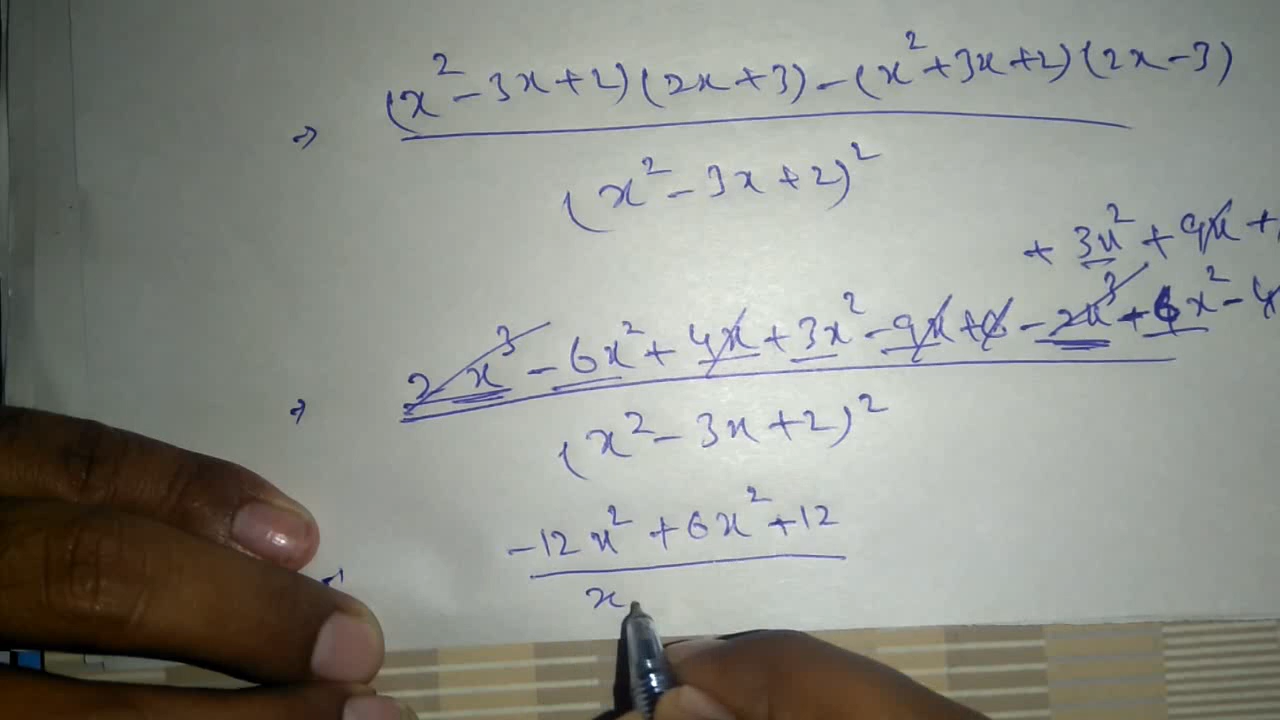 ⇒ (x² - 3x + 2)(2x + 3) - (x² + 3x + 2)(2x - 3)
(x² - 3x + 2)²
+ 3x² + 9x +
⇒ 2x³ - 6x² + 4x + 3x² - 9x + 6 - 2x³ + 6x² - 4
(x² - 3x + 2)²
-12x² + 6x² + 12
x